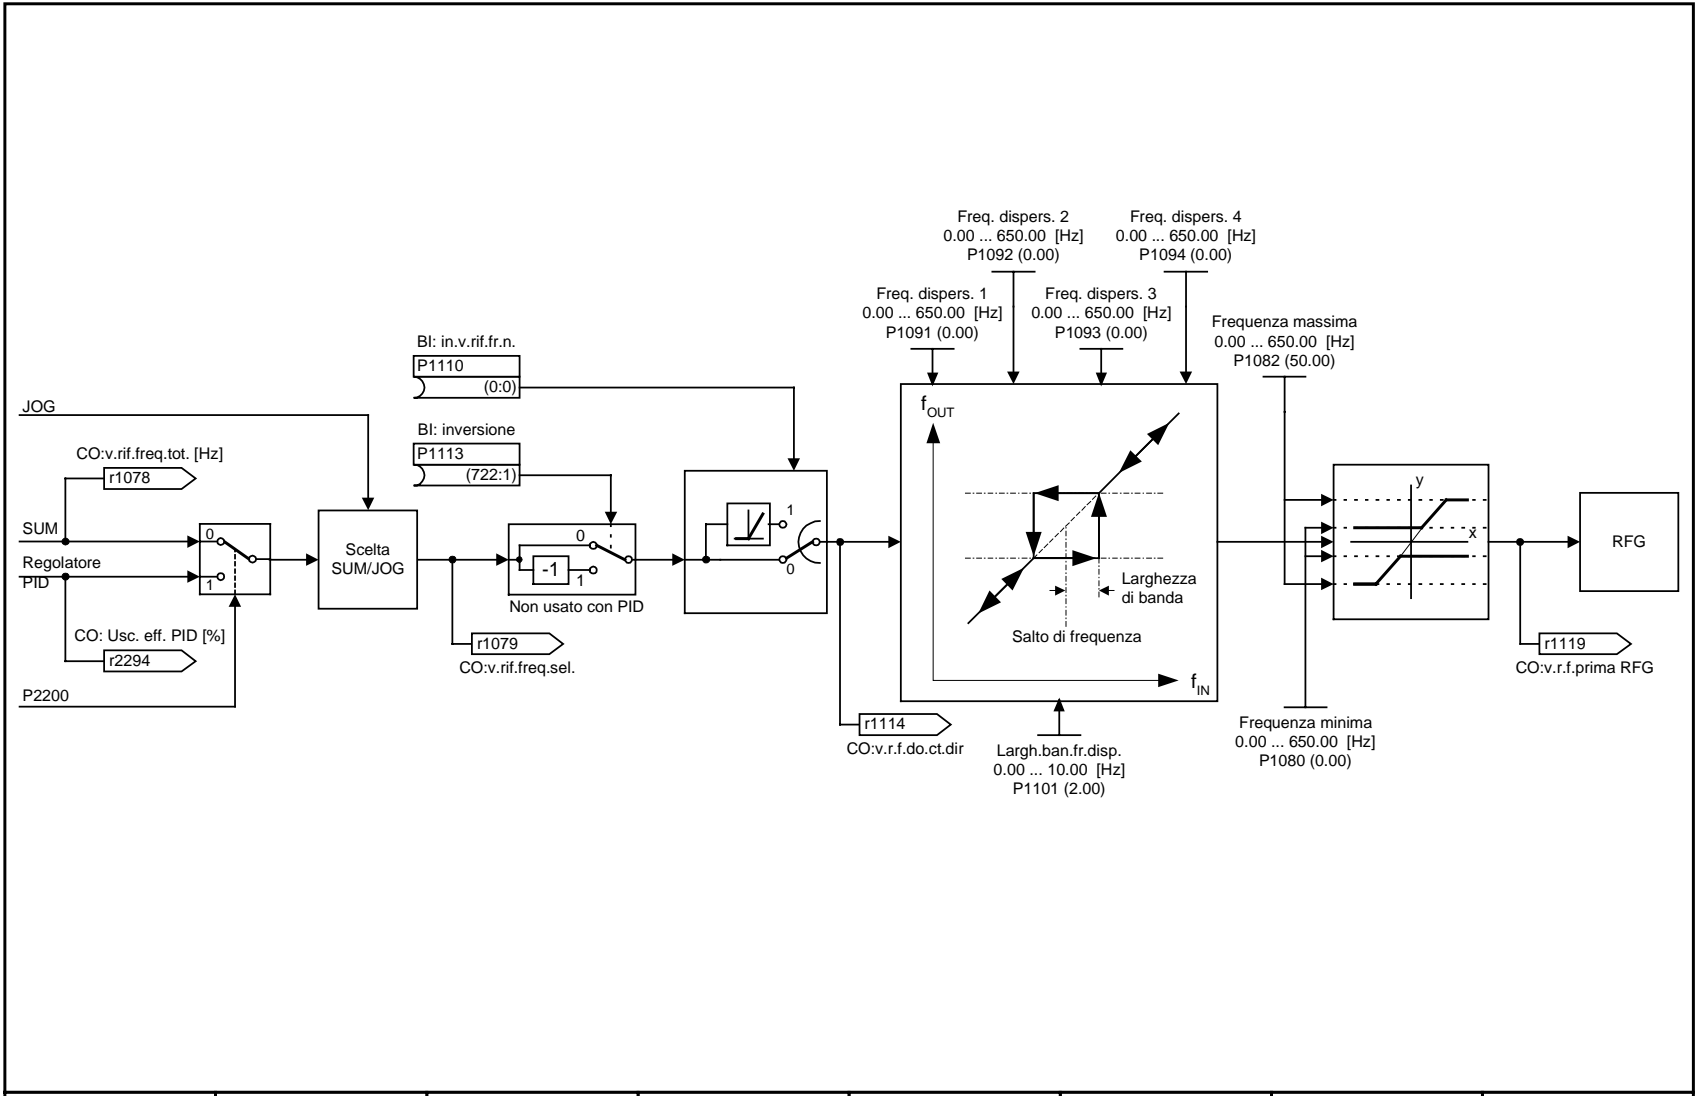 Freq. dispers. 2
0.00 ... 650.00 [Hz]
P1092 (0.00)
Freq. dispers. 4
0.00 ... 650.00 [Hz]
P1094 (0.00)
Freq. dispers. 1
0.00 ... 650.00 [Hz]
P1091 (0.00)
Freq. dispers. 3
0.00 ... 650.00 [Hz]
P1093 (0.00)
Frequenza massima
0.00 ... 650.00 [Hz]
P1082 (50.00)
BI: in.v.rif.fr.n.
P1110
(0:0)
JOG
BI: inversione
P1113
(722:1)
CO:v.rif.freq.tot. [Hz]
r1078
SUM
0
Regolatore
PID
1
CO: Usc. eff. PID [%]
r2294
P2200
Scelta
SUM/JOG
0
-1
1
Non usato con PID
r1079
CO:v.rif.freq.sel.
1
0
r1114
CO:v.r.f.do.ct.dir
fOUT
Larghezza
di banda
Salto di frequenza
fIN
Largh.ban.fr.disp.
0.00 ... 10.00 [Hz]
P1101 (2.00)
y
x
Frequenza minima
0.00 ... 650.00 [Hz]
P1080 (0.00)
RFG
r1119
CO:v.r.f.prima RFG